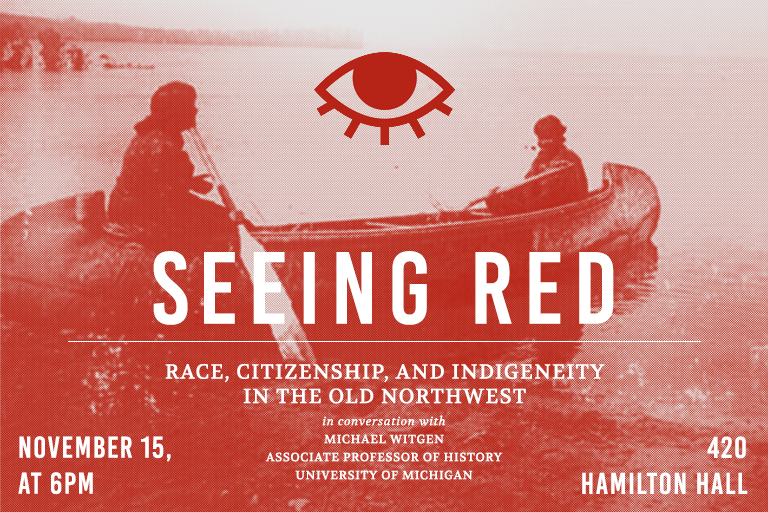 SEEING RED
RACE, CITIZENSHIP, AND INDIGENEITY
IN THE OLD NORTHWEST
in conversation with
MICHAEL WITGEN
ASSOCIATE PROFESSOR OF HISTORY
UNIVERSITY OF MICHIGAN
NOVEMBER 15,
AT 6PM
420
HAMILTON HALL